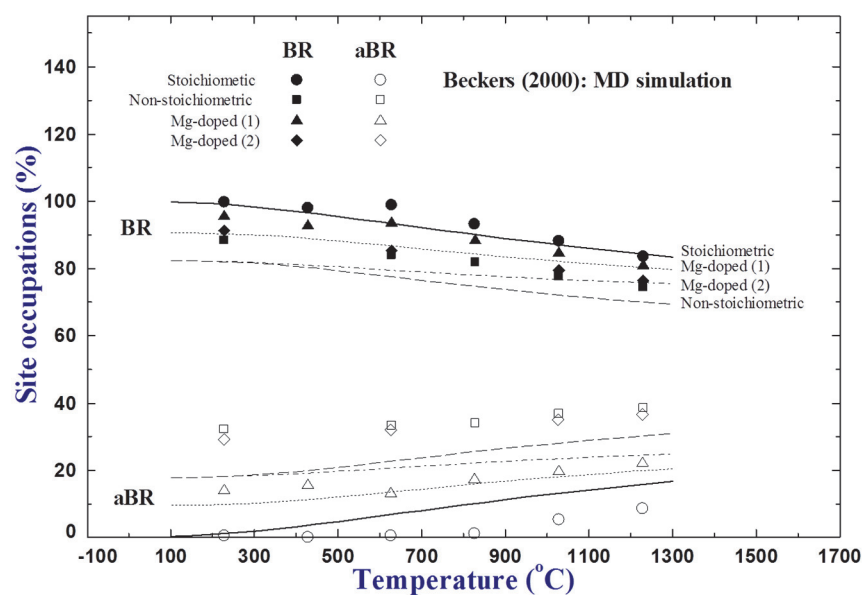 BR aBR
Stoichiometric
Non-stoichiometric
Mg-doped (1)
Mg-doped (2)
Beckers (2000): MD simulation
140
120
100
80
60
40
20
0
BR
aBR
Stoichiometric
Mg-doped (1)
Mg-doped (2)
Non-stoichiometric
Site occupations (%)
-100 100 300 500 700 900 1100 1300 1500 1700
Temperature (°C)